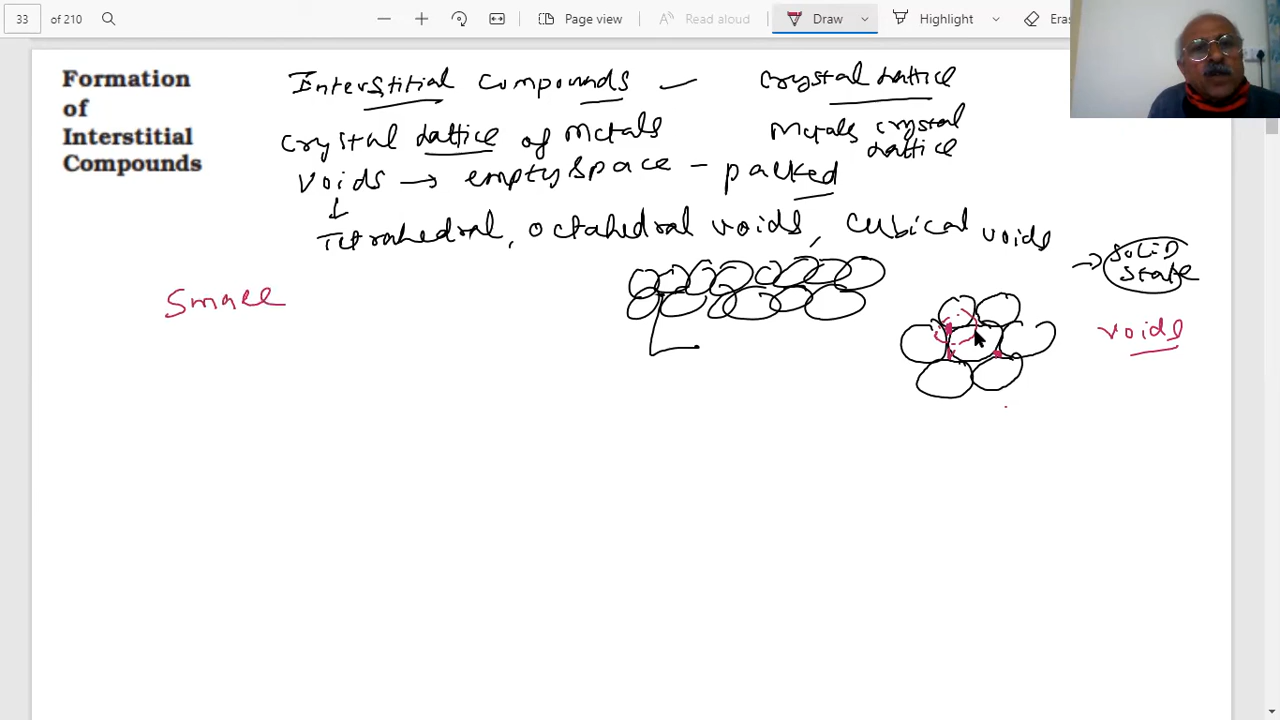 33 of 210 Page view Read aloud Draw Highlight Eras
Formation
of
Interstitial
Compounds
Interstitial Compounds – Crystal lattice
Crystal lattice of Metals
Metals crystal
lattice
Voids → empty space – packed
Tetrahedral, octahedral voids, Cubical voids
→ Solid
state
voids
Small